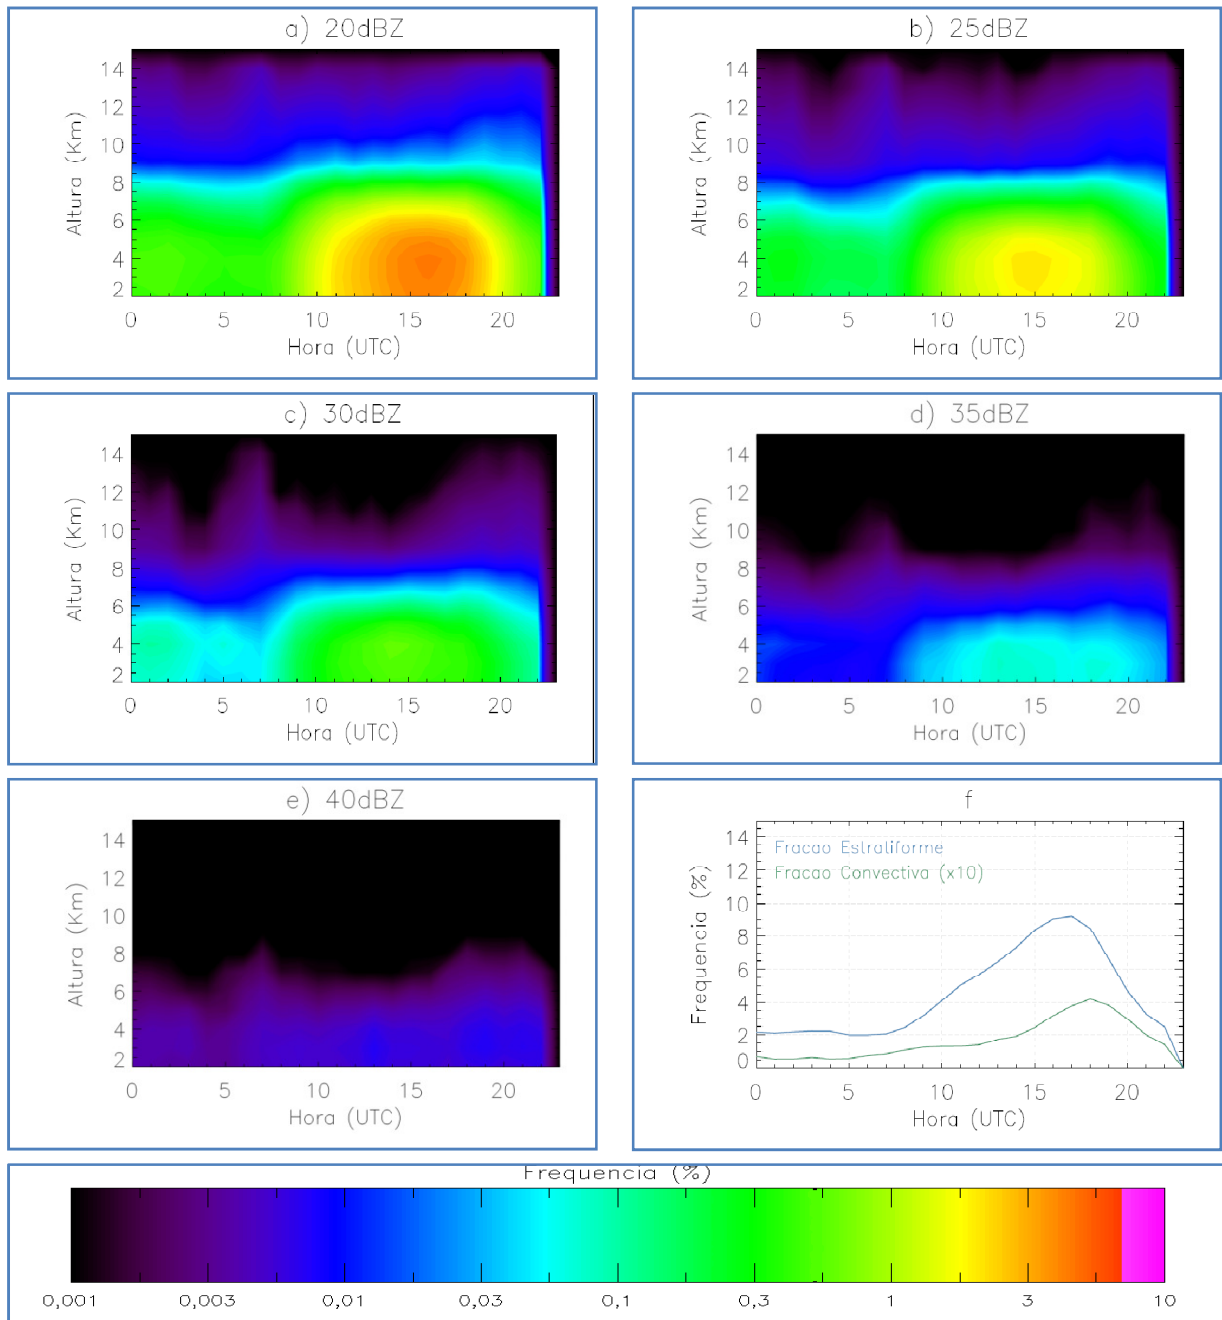 a) 20dBZ
Altura (Km)
14
12
10
8
6
4
2
0 5 10 15 20
Hora (UTC)
b) 25dBZ
Altura (Km)
14
12
10
8
6
4
2
0 5 10 15 20
Hora (UTC)
c) 30dBZ
Altura (Km)
14
12
10
8
6
4
2
0 5 10 15 20
Hora (UTC)
d) 35dBZ
Altura (Km)
14
12
10
8
6
4
2
0 5 10 15 20
Hora (UTC)
e) 40dBZ
Altura (Km)
14
12
10
8
6
4
2
0 5 10 15 20
Hora (UTC)
f
Frequencia (%)
14
12
10
8
6
4
2
0
Fracao Estratiforme
Fracao Convectiva (x10)
0 5 10 15 20
Hora (UTC)
Frequencia (%)
0,001 0,003 0,01 0,03 0,1 0,3 1 3 10